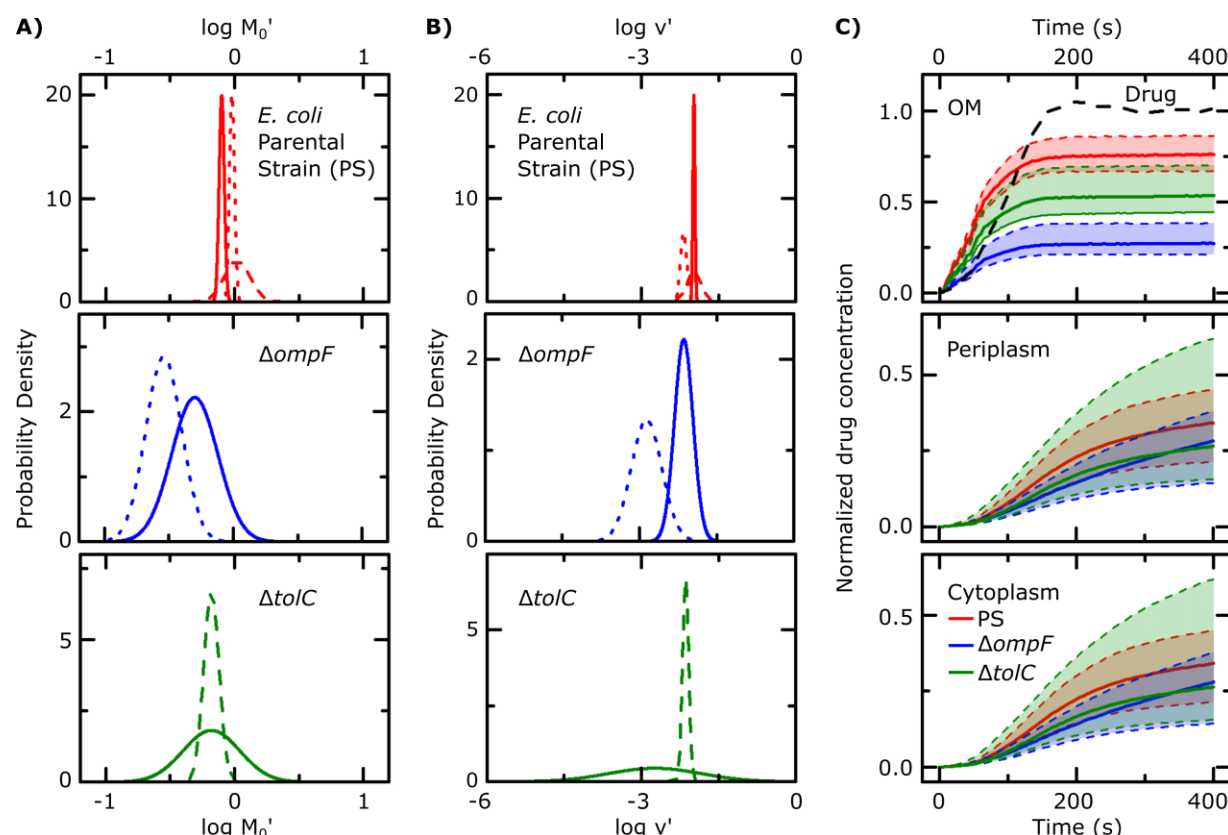 A)
log M₀'
-1
0
1
20
10
0
E. coli
Parental
Strain (PS)
Probability Density
2
0
ΔompF
5
0
ΔtolC
-1
0
1
log M₀'
B)
log v'
-6
-3
0
20
10
0
E. coli
Parental
Strain (PS)
Probability Density
2
0
ΔompF
5
0
ΔtolC
-6
-3
0
log v'
C)
Time (s)
0
200
400
Normalized drug concentration
1.0
0.5
0.0
OM
Drug
0.5
0.0
Periplasm
0.5
0.0
Cytoplasm
PS
ΔompF
ΔtolC
0
200
400
Time (s)